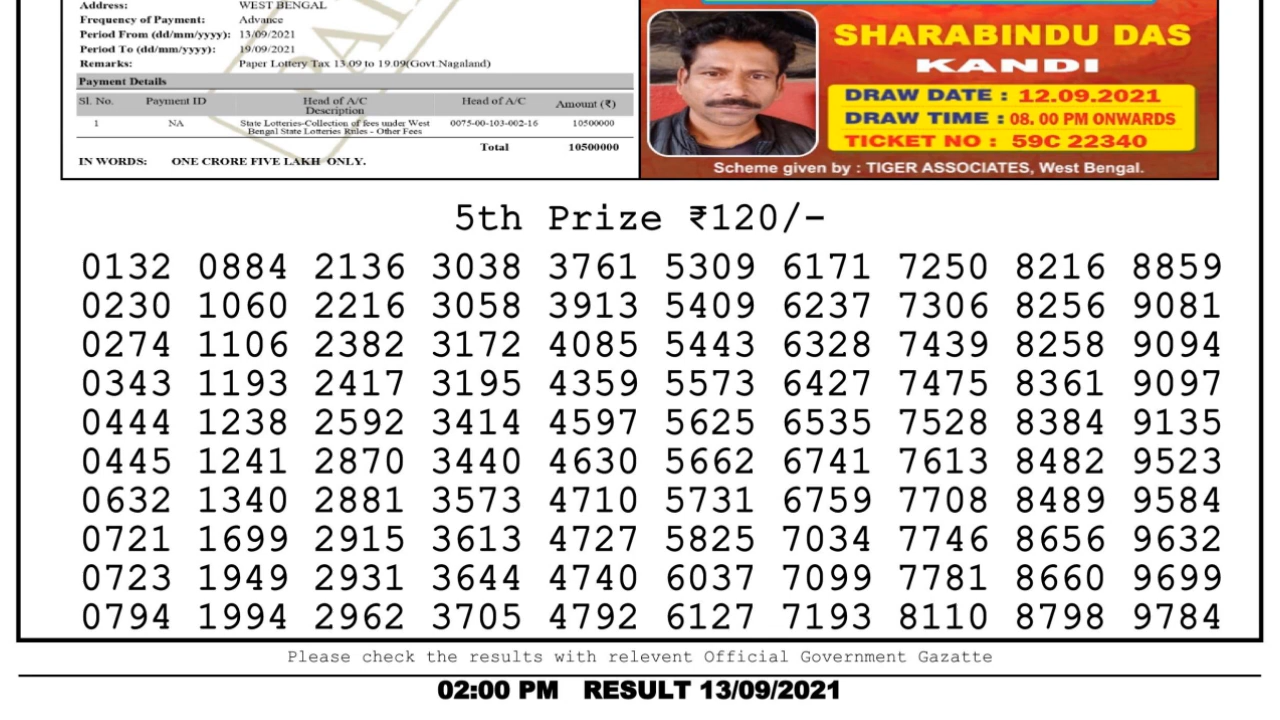 Address: WEST BENGAL
Frequency of Payment: Advance
Period From (dd/mm/yyyy): 13/09/2021
Period To (dd/mm/yyyy): 19/09/2021
Remarks: Paper Lottery Tax 13.09 to 19.09(Govt.Nagaland)
Payment Details
Sl. No. Payment ID Head of A/C Description Head of A/C Amount (₹)
1 NA State Lotteries-Collection of fees under West Bengal State Lotteries Rules - Other Fees 0075-00-103-002-16 10500000
Total 10500000
IN WORDS: ONE CRORE FIVE LAKH ONLY.
PAID
SHARABINDU DAS
KANDI
DRAW DATE : 12.09.2021
DRAW TIME : 08. 00 PM ONWARDS
TICKET NO : 59C 22340
Scheme given by : TIGER ASSOCIATES, West Bengal.
5th Prize ₹120/-
0132 0884 2136 3038 3761 5309 6171 7250 8216 8859
0230 1060 2216 3058 3913 5409 6237 7306 8256 9081
0274 1106 2382 3172 4085 5443 6328 7439 8258 9094
0343 1193 2417 3195 4359 5573 6427 7475 8361 9097
0444 1238 2592 3414 4597 5625 6535 7528 8384 9135
0445 1241 2870 3440 4630 5662 6741 7613 8482 9523
0632 1340 2881 3573 4710 5731 6759 7708 8489 9584
0721 1699 2915 3613 4727 5825 7034 7746 8656 9632
0723 1949 2931 3644 4740 6037 7099 7781 8660 9699
0794 1994 2962 3705 4792 6127 7193 8110 8798 9784
Please check the results with relevent Official Government Gazatte
02:00 PM RESULT 13/09/2021